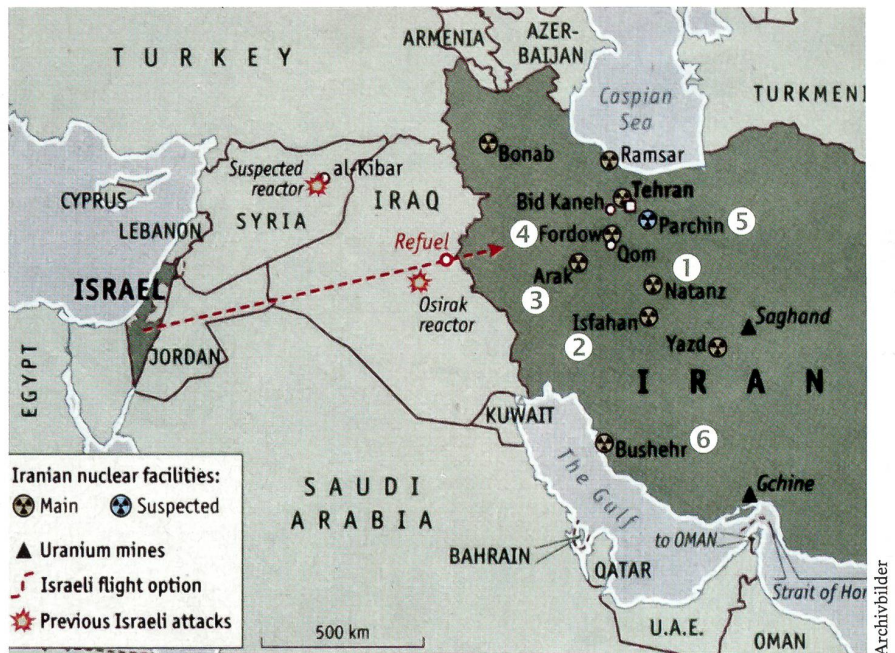 TURKEY
ARMENIA
AZER-
BAIJAN
Caspian
Sea
TURKMENI
Bonab
Ramsar
Suspected
reactor
al-Kibar
CYPRUS
SYRIA
IRAQ
LEBANON
Tehran
Bid Kaneh
Parchin
5
4
Fordow
Qom
Refuel
Arak
1
Natanz
3
ISRAEL
Osirak
reactor
Isfahan
Saghand
2
Yazd
JORDAN
EGYPT
IRAN
KUWAIT
Bushehr
6
The Gulf
Gchine
SAUDI
ARABIA
to OMAN
BAHRAIN
QATAR
Strait of Hor
U.A.E.
OMAN
Iranian nuclear facilities:
Main
Suspected
Uranium mines
Israeli flight option
Previous Israeli attacks
500 km
Archivbilder